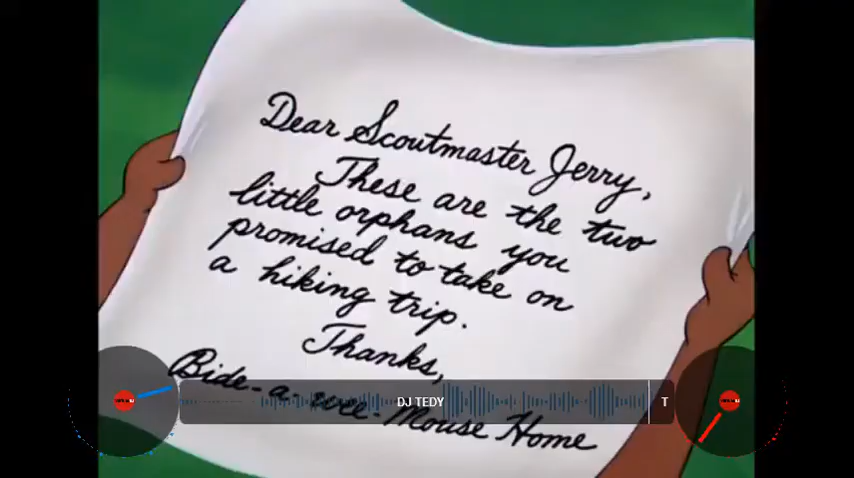 Dear Scoutmaster Jerry,
These are the two
little orphans you
promised to take on
a hiking trip.
Thanks,
Bide-a-wee-Mouse Home
DJ TEDY
T